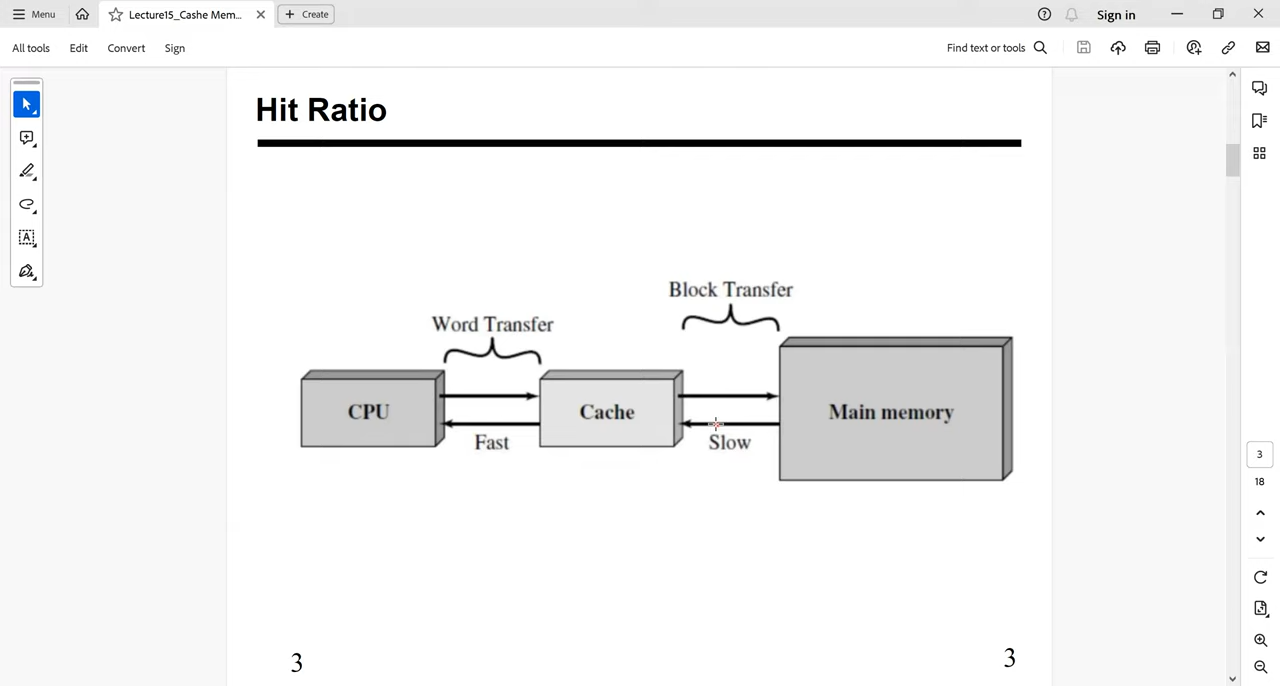 Menu
Lecture15_Cashe Mem...
Create
Sign in
All tools
Edit
Convert
Sign
Find text or tools
Hit Ratio
Block Transfer
Word Transfer
CPU
Cache
Main memory
Fast
Slow
3
18
3
3